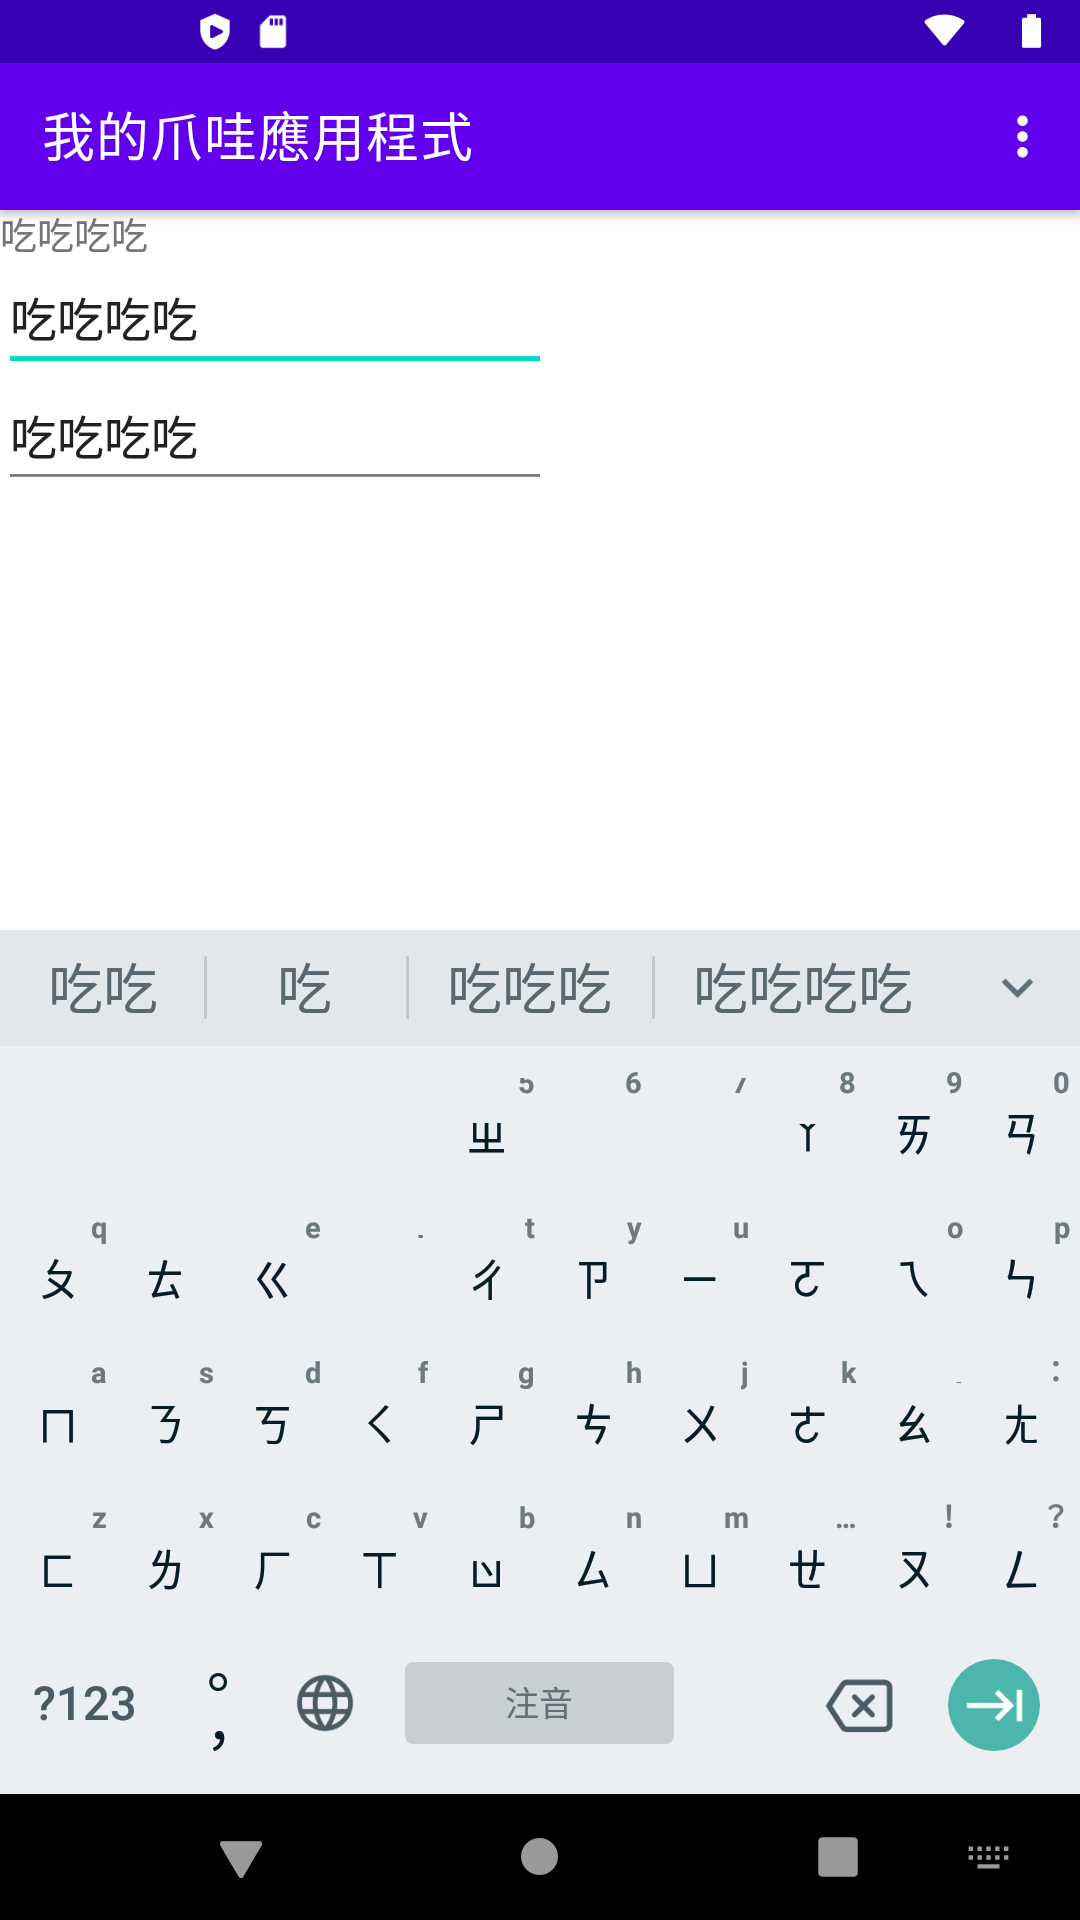 我的爪哇應用程式
吃吃吃吃
吃吃吃吃
吃吃吃吃
吃吃 吃 吃吃吃 吃吃吃吃
6 8 9 0
ㄓ ㄚ ㄞ ㄢ
q e t y u o p
ㄆ ㄊ ㄍ ㄔ ㄗ ㄧ ㄛ ㄟ ㄣ
a s d f g h j k :
ㄇ ㄋ ㄎ ㄑ ㄕ ㄘ ㄨ ㄜ ㄠ ㄤ
z x c v b n m … ! ?
ㄈ ㄌ ㄏ ㄒ ㄖ ㄙ ㄩ ㄝ ㄡ ㄥ
?123 。, 注音